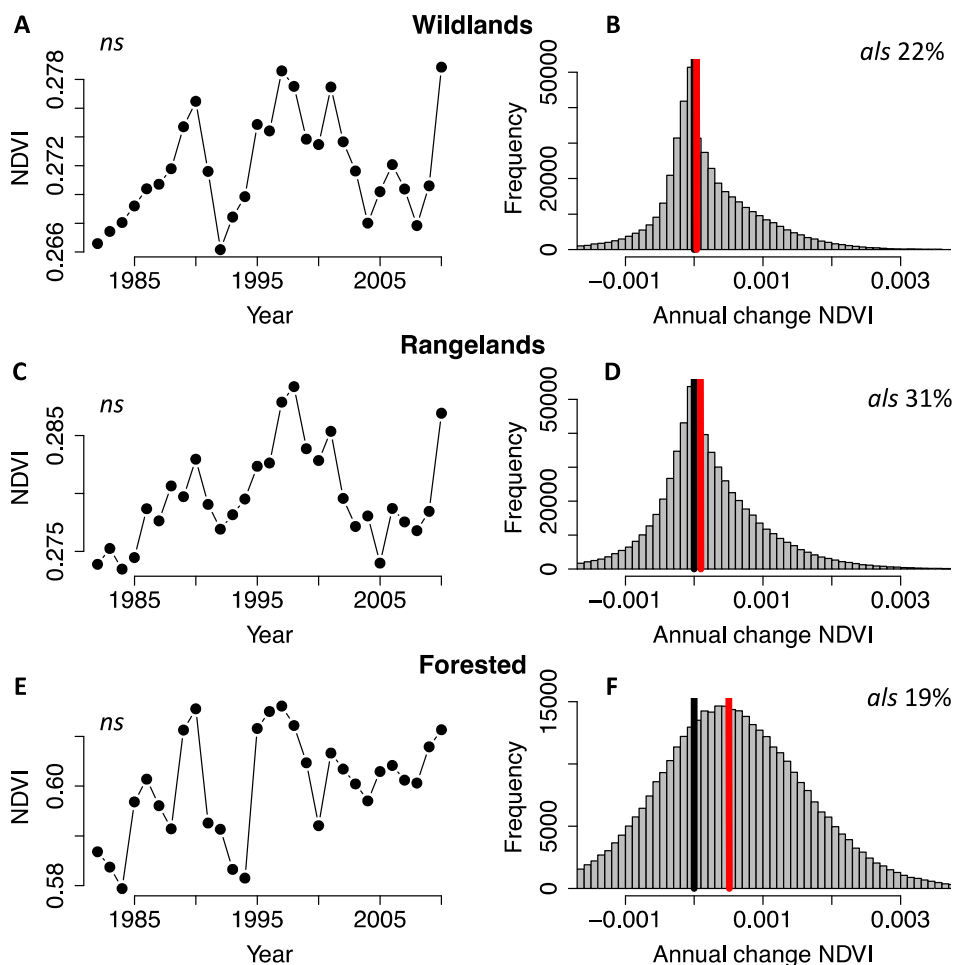 Wildlands
A
ns
NDVI
0.278
0.272
0.266
1985 1995 2005
Year
B
als 22%
Frequency
50000
20000
0
−0.001 0.001 0.003
Annual change NDVI
Rangelands
C
ns
NDVI
0.285
0.275
1985 1995 2005
Year
D
als 31%
Frequency
50000
20000
0
−0.001 0.001 0.003
Annual change NDVI
Forested
E
ns
NDVI
0.60
0.58
1985 1995 2005
Year
F
als 19%
Frequency
15000
5000
0
−0.001 0.001 0.003
Annual change NDVI